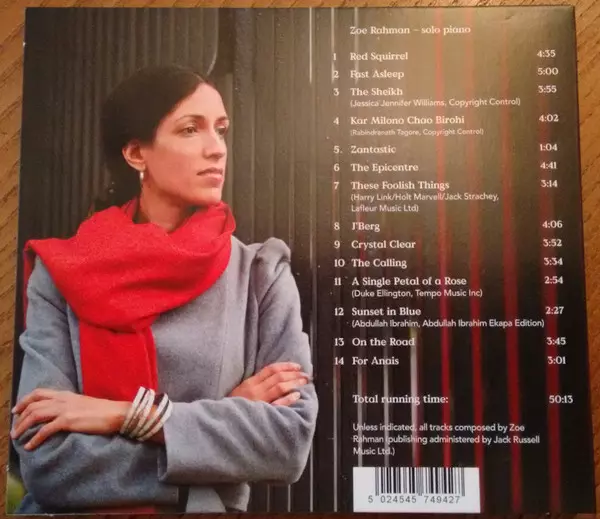 Zoe Rahman – solo piano
1 Red Squirrel 4:35
2 Fast Asleep 5:00
3 The Sheikh 3:55
(Jessica Jennifer Williams, Copyright Control)
4 Kar Milono Chao Birohi 4:02
(Rabindranath Tagore, Copyright Control)
5. Zantastic 1:04
6 The Epicentre 4:41
7 These Foolish Things 3:14
(Harry Link/Holt Marvell/Jack Strachey,
Lafleur Music Ltd)
8 J'Berg 4:06
9 Crystal Clear 3:52
10 The Calling 3:34
11 A Single Petal of a Rose 2:54
(Duke Ellington, Tempo Music Inc)
12 Sunset in Blue 2:27
(Abdullah Ibrahim, Abdullah Ibrahim Ekapa Edition)
13 On the Road 3:45
14 For Anais 3:01
Total running time: 50:13
Unless indicated, all tracks composed by Zoe
Rahman (publishing administered by Jack Russell
Music Ltd.)
5 024545 749427